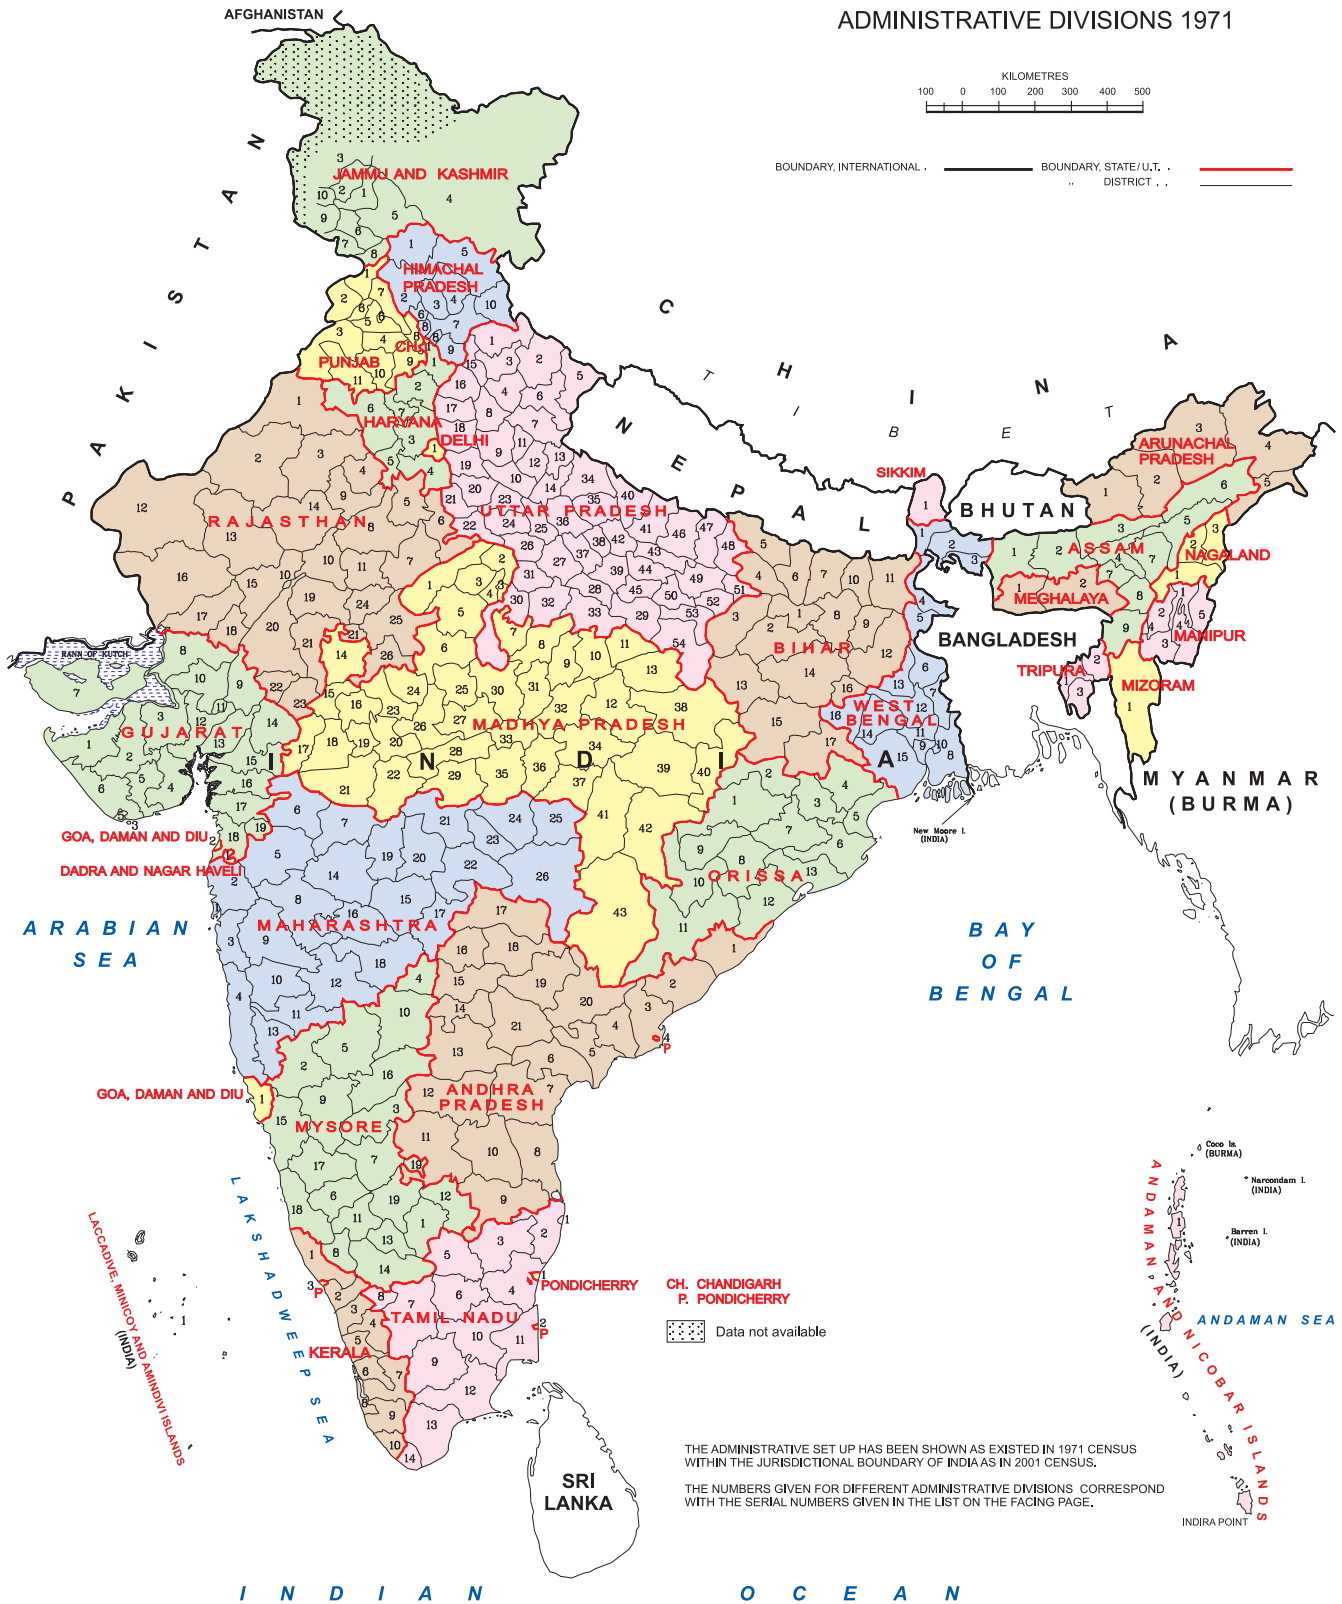 ADMINISTRATIVE DIVISIONS 1971
KILOMETRES
100 0 100 200 300 400 500
BOUNDARY, INTERNATIONAL .
BOUNDARY, STATE/U.T. .
,, DISTRICT . .
AFGHANISTAN
PAKISTAN
CHINA
TIBET
NEPAL
BHUTAN
BANGLADESH
MYANMAR
(BURMA)
SRI
LANKA
INDIA
JAMMU AND KASHMIR
HIMACHAL
PRADESH
PUNJAB
CH.
HARYANA
DELHI
RAJASTHAN
UTTAR PRADESH
SIKKIM
ARUNACHAL
PRADESH
ASSAM
NAGALAND
MEGHALAYA
MANIPUR
TRIPURA
MIZORAM
BIHAR
WEST
BENGAL
RANN OF KUTCH
GUJARAT
MADHYA PRADESH
GOA, DAMAN AND DIU
DADRA AND NAGAR HAVELI
MAHARASHTRA
ORISSA
New Moore I.
(INDIA)
ARABIAN
SEA
BAY
OF
BENGAL
P
ANDHRA
PRADESH
GOA, DAMAN AND DIU
MYSORE
LAKSHADWEEP SEA
LACCADIVE, MINICOY AND AMINDIVI ISLANDS
(INDIA)
PONDICHERRY
P
P
TAMIL NADU
KERALA
CH. CHANDIGARH
P. PONDICHERRY
Data not available
Coco Is.
(BURMA)
Narcondam I.
(INDIA)
Barren I.
(INDIA)
ANDAMAN AND NICOBAR ISLANDS
(INDIA)
ANDAMAN SEA
INDIRA POINT
THE ADMINISTRATIVE SET UP HAS BEEN SHOWN AS EXISTED IN 1971 CENSUS
WITHIN THE JURISDICTIONAL BOUNDARY OF INDIA AS IN 2001 CENSUS.
THE NUMBERS GIVEN FOR DIFFERENT ADMINISTRATIVE DIVISIONS CORRESPOND
WITH THE SERIAL NUMBERS GIVEN IN THE LIST ON THE FACING PAGE.
INDIAN OCEAN